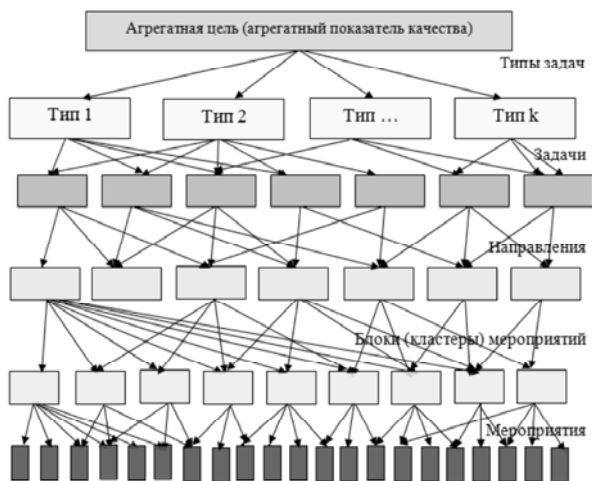 Агрегатная цель (агрегатный показатель качества)
Типы задач
Тип 1
Тип 2
Тип ...
Тип k
Задачи
Направления
Блоки (кластеры) мероприятий
Мероприятия